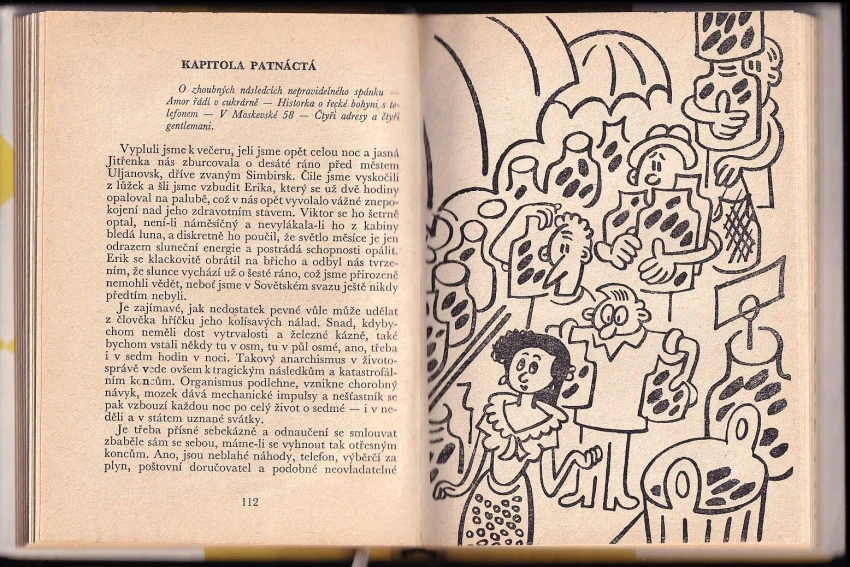 KAPITOLA PATNÁCTÁ
O zhoubných následcích nepravidelného spánku —
Amor řádí v cukrárně — Historka o řecké bohyni s te-
lefonem — V Moskevské 58 — Čtyři adresy a čtyři
gentlemani.
Vypluli jsme k večeru, jeli jsme opět celou noc a jasná
Jitřenka nás zburcovala o desáté ráno před městem
Uljanovsk, dříve zvaným Simbirsk. Čile jsme vyskočili
z lůžek a šli jsme vzbudit Erika, který se už dvě hodiny
opaloval na palubě, což v nás opět vyvolalo vážné znepo-
kojení nad jeho zdravotním stavem. Viktor se ho šetrně
optal, není-li náměsíčný a nevylákala-li ho z kabiny
bledá luna, a diskretně ho poučil, že světlo měsíce je jen
odrazem sluneční energie a postrádá schopnosti opálit.
Erik se klackovitě obrátil na břicho a odbyl nás tvrze-
ním, že slunce vychází už o šesté ráno, což jsme přirozeně
nemohli vědět, neboť jsme v Sovětském svazu ještě nikdy
předtím nebyli.
Je zajímavé, jak nedostatek pevné vůle může udělat
z člověka hříčku jeho kolísavých nálad. Snad, kdyby-
chom neměli dost vytrvalosti a železné kázně, také
bychom vstali někdy tu v osm, tu v půl osmé, ano, třeba
i v sedm hodin v noci. Takový anarchismus v životo-
správě vede ovšem k tragickým následkům a katastrofál-
ním koncům. Organismus podlehne, vznikne chorobný
návyk, mozek dává mechanické impulsy a nešťastník se
pak vzbouzí každou noc po celý život o sedmé — i v ne-
děli a v státem uznané svátky.
Je třeba přísné sebekázně a odnaučení se smlouvat
zbaběle sám se sebou, máme-li se vyhnout tak otřesným
koncům. Ano, jsou neblahé náhody, telefon, výběrčí za
plyn, poštovní doručovatel a podobné neovladatelné
112